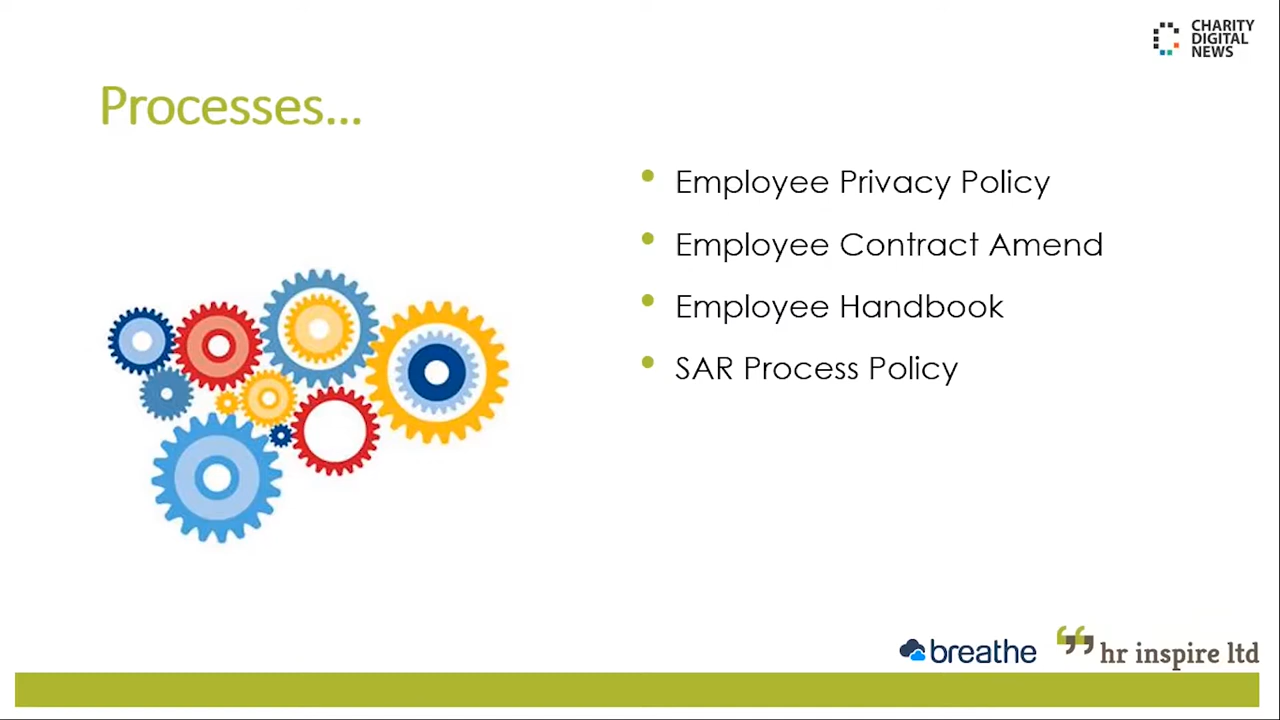 CHARITY
DIGITAL
NEWS
Processes...
Employee Privacy Policy
Employee Contract Amend
Employee Handbook
SAR Process Policy
breathe
hr inspire ltd